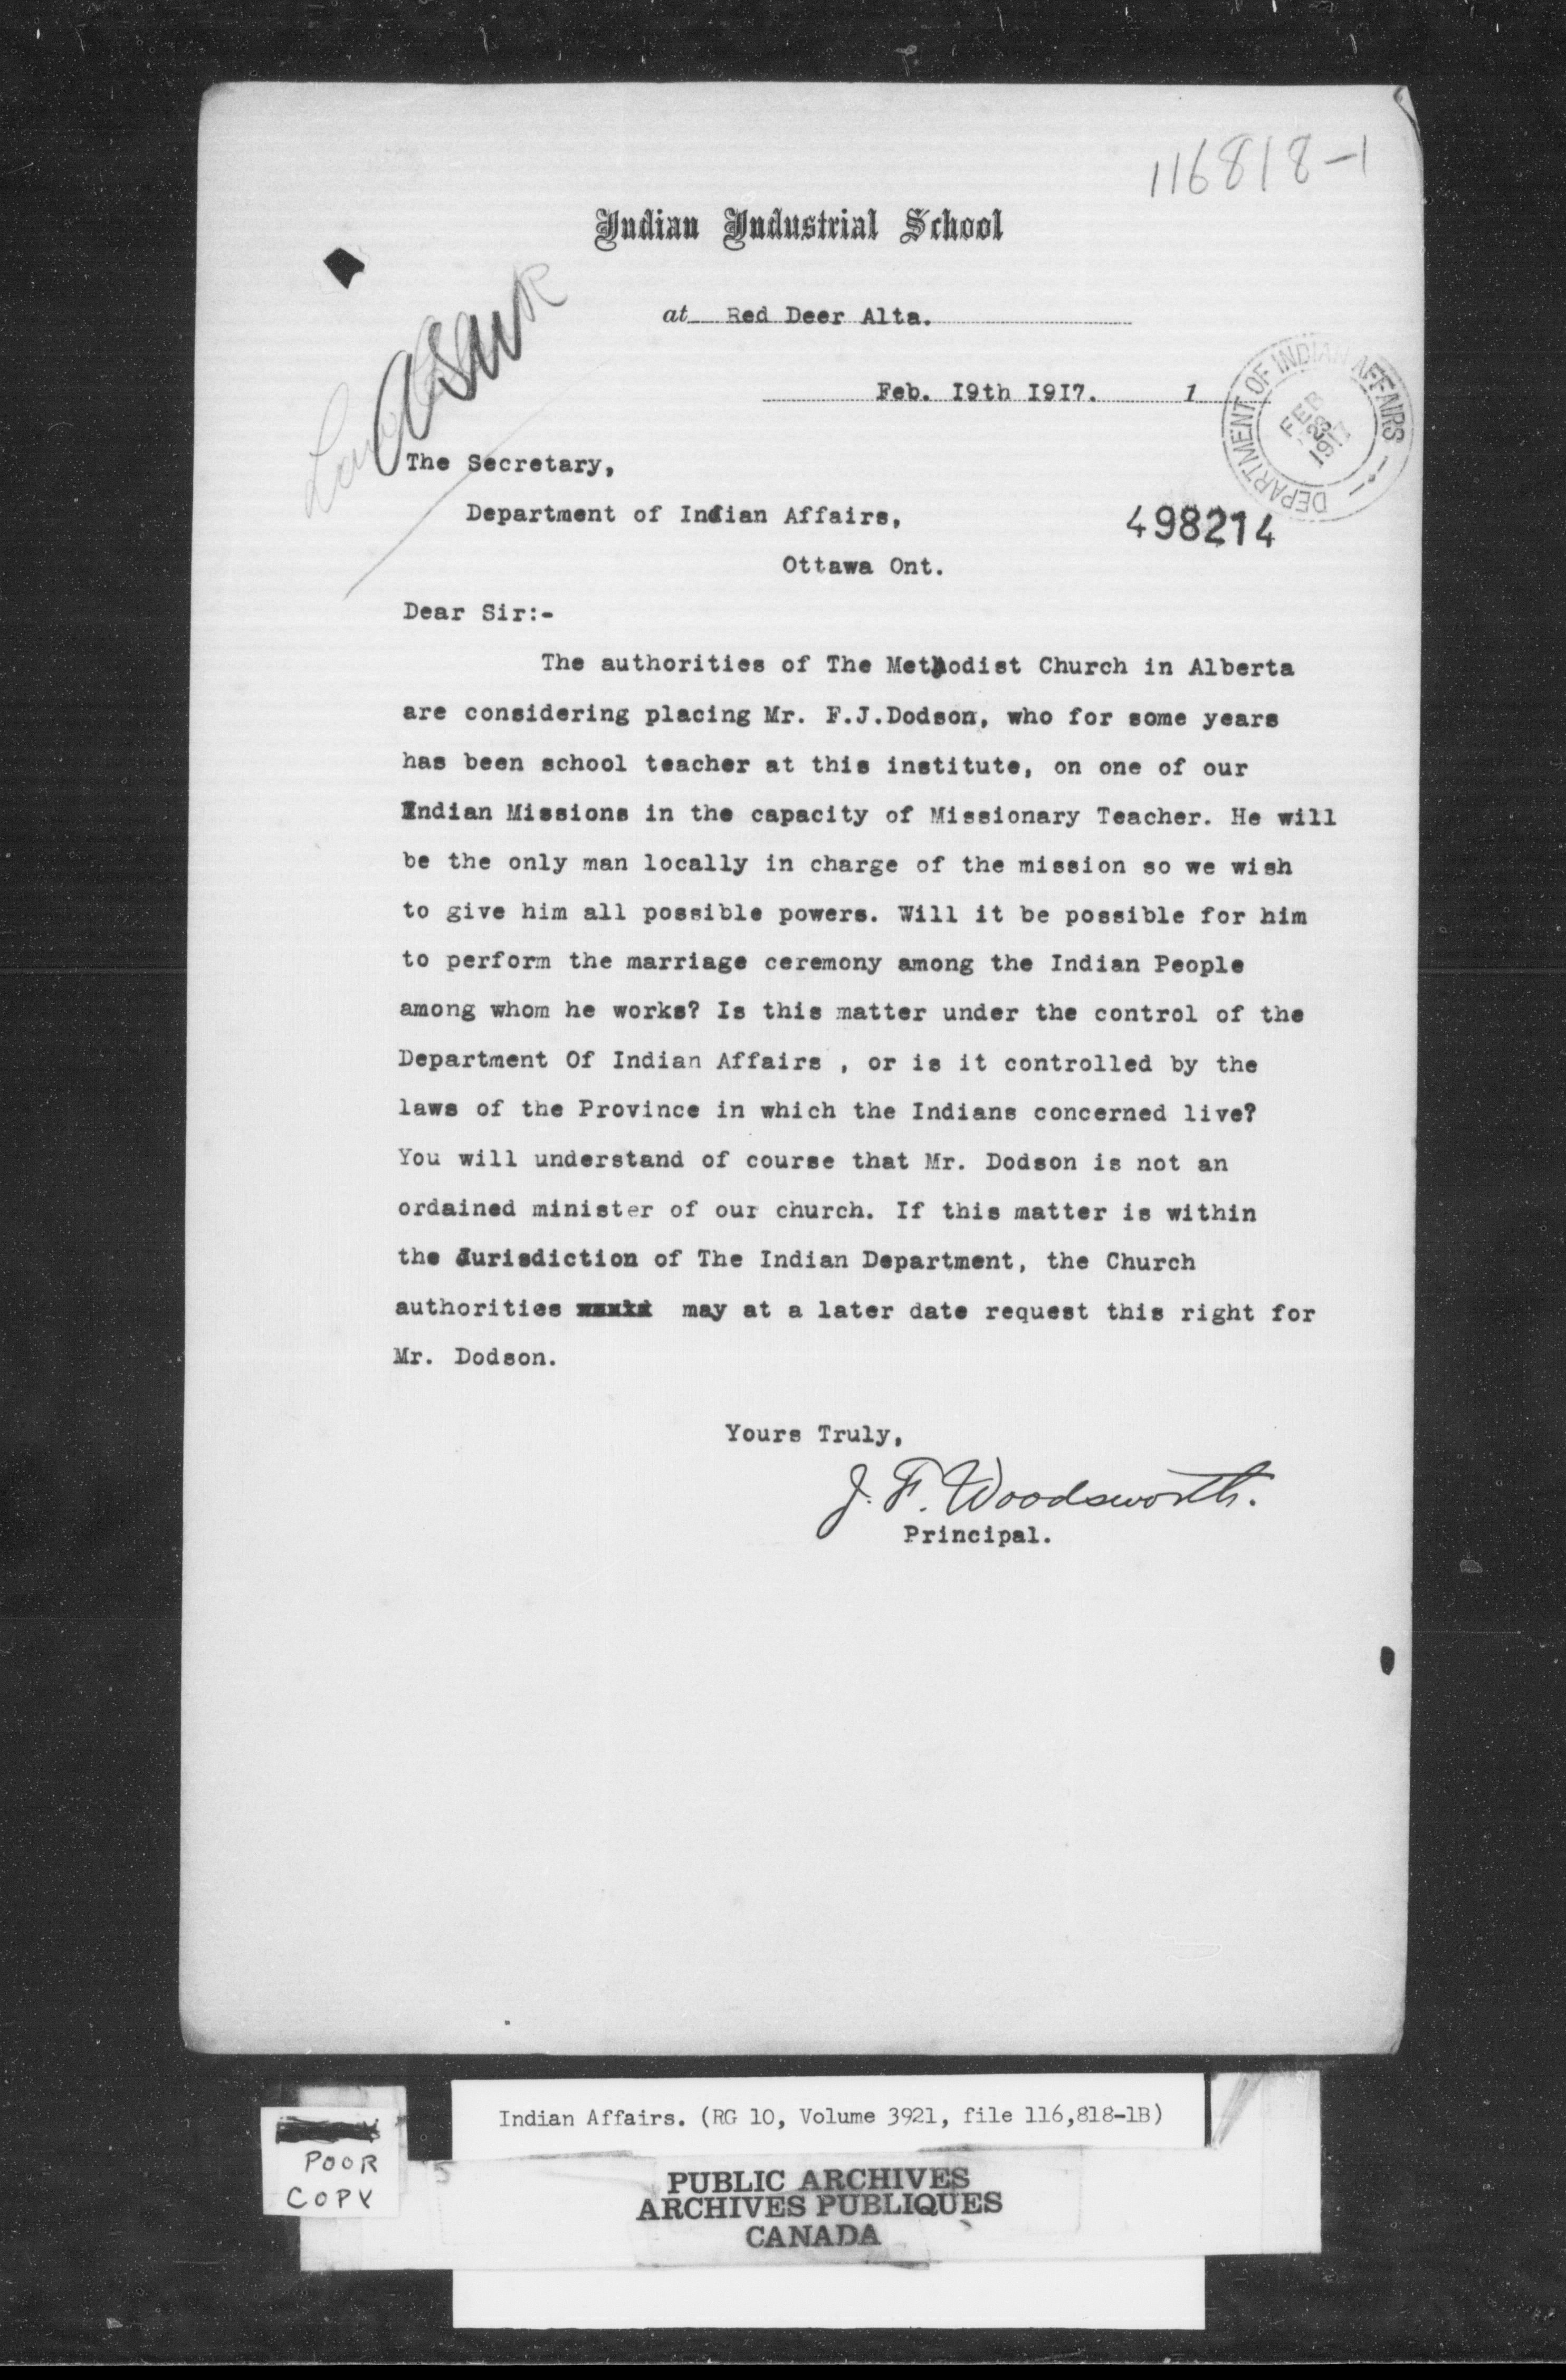 116818-1
Indian Industrial School
at Red Deer Alta.
Feb. I9th I9I7. 1
DEPARTMENT OF INDIAN AFFAIRS
FEB 23 1917
The Secretary,
Department of Indian Affairs,
498214
Ottawa Ont.
Dear Sir:-
The authorities of The Methodist Church in Alberta
are considering placing Mr. F.J.Dodson, who for some years
has been school teacher at this institute, on one of our
Indian Missions in the capacity of Missionary Teacher. He will
be the only man locally in charge of the mission so we wish
to give him all possible powers. Will it be possible for him
to perform the marriage ceremony among the Indian People
among whom he works? Is this matter under the control of the
Department Of Indian Affairs , or is it controlled by the
laws of the Province in which the Indians concerned live?
You will understand of course that Mr. Dodson is not an
ordained minister of our church. If this matter is within
the Jurisdiction of The Indian Department, the Church
authorities may at a later date request this right for
Mr. Dodson.
Yours Truly,
J. F. Woodsworth.
Principal.
Indian Affairs. (RG 10, Volume 3921, file 116,818-1B)
POOR
COPY
5
PUBLIC ARCHIVES
ARCHIVES PUBLIQUES
CANADA